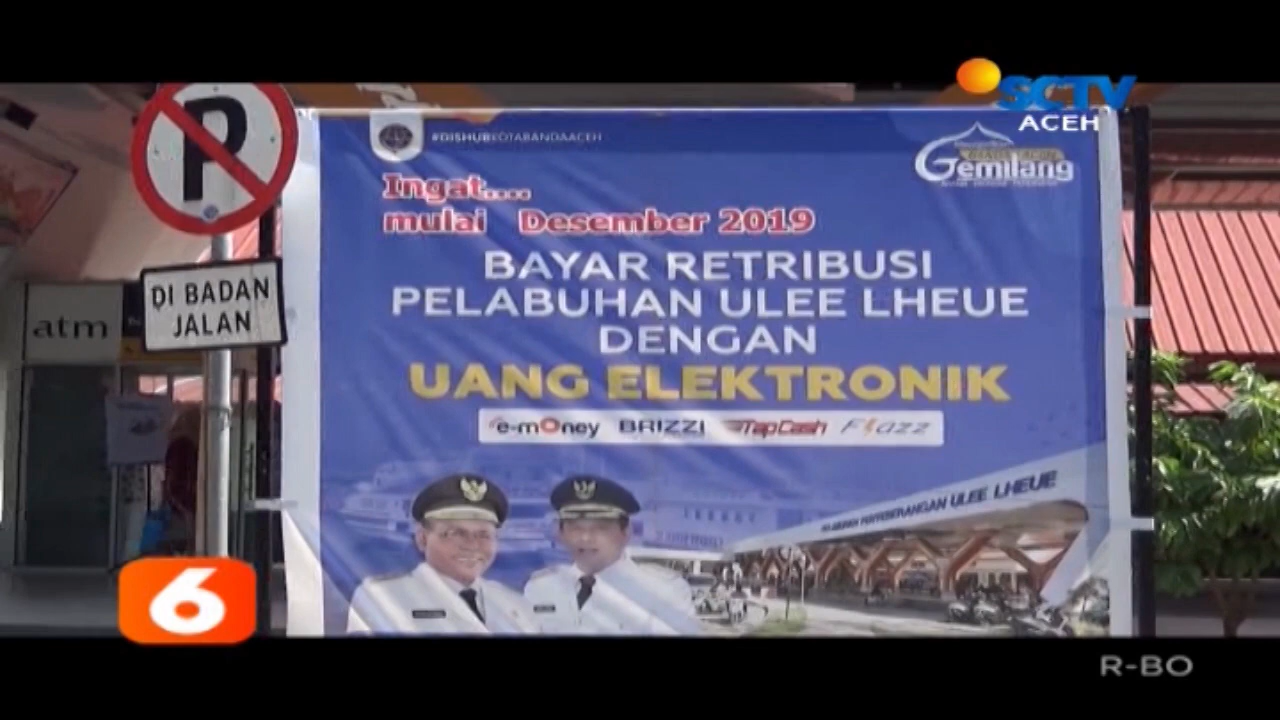 SCTV
ACEH
#DISHUBKOTABANDAACEH
Gemilang
Ingat....
mulai Desember 2019
BAYAR RETRIBUSI
PELABUHAN ULEE LHEUE
DENGAN
UANG ELEKTRONIK
e-money BRIZZI TapCash Flazz
PENYEBERANGAN ULEE LHEUE
P
DI BADAN
JALAN
atm
6
R-BO